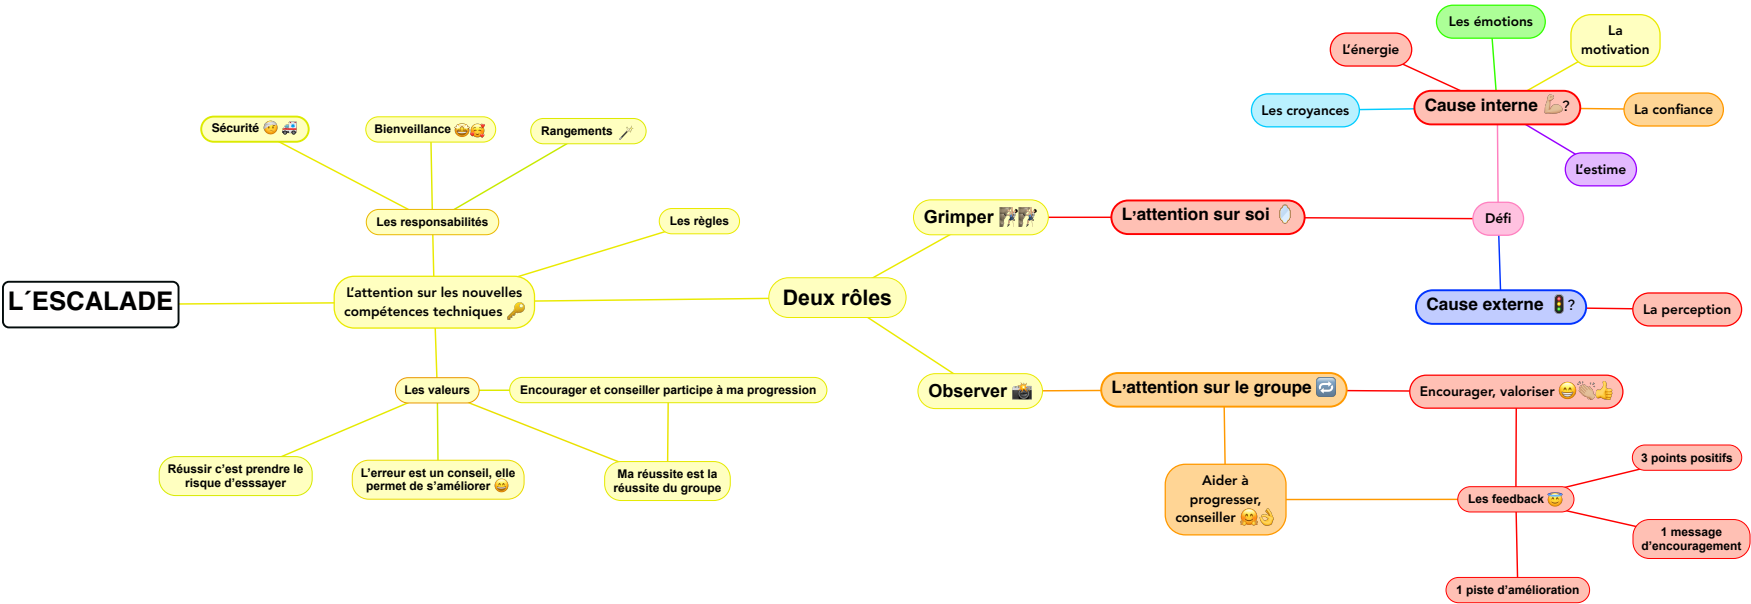 L´ESCALADE
Sécurité 🤕 🚑
Bienveillance 🤩🥰
Rangements
Les responsabilités
Les règles
L'attention sur les nouvelles
compétences techniques 🔑
Les valeurs
Encourager et conseiller participe à ma progression
Réussir c'est prendre le
risque d'esssayer
L'erreur est un conseil, elle
permet de s'améliorer 😄
Ma réussite est la
réussite du groupe
Deux rôles
Grimper
L'attention sur soi 🪞
Défi
Cause interne 💪🏼?
Les émotions
L'énergie
La
motivation
Les croyances
La confiance
L'estime
Cause externe 🚦?
La perception
Observer 📸
L'attention sur le groupe 🔁
Encourager, valoriser 😁👏🏼👍
Aider à
progresser,
conseiller 🤗👌
Les feedback 😇
3 points positifs
1 message
d'encouragement
1 piste d'amélioration